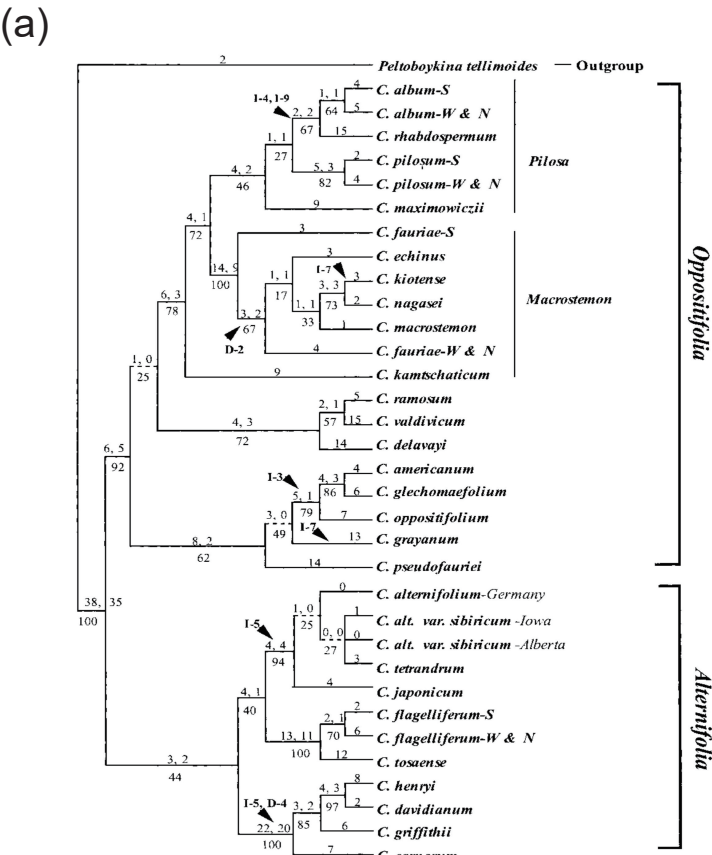 (a)
2
Peltoboykina tellimoides — Outgroup
4
C. album-S
1, 1
64
I-4, I-9
2, 2
67
5
C. album-W & N
15
C. rhabdospermum
1, 1
27
2
C. pilosum-S
5, 3
82
4
C. pilosum-W & N
Pilosa
4, 2
46
9
C. maximowiczii
4, 1
72
3
C. fauriae-S
14, 9
100
3
C. echinus
1, 1
17
I-7
3
C. kiotense
3, 3
73
2
C. nagasei
Macrostemon
1, 1
33
1
C. macrostemon
3, 2
67
D-2
4
C. fauriae-W & N
6, 3
78
9
C. kamtschaticum
Oppositifolia
1, 0
25
5
C. ramosum
2, 1
57
15
C. valdivicum
4, 3
72
14
C. delavayi
6, 5
92
4
C. americanum
4, 3
86
I-3
5, 1
79
6
C. glechomaefolium
7
C. oppositifolium
3, 0
49
I-7
13
C. grayanum
8, 2
62
14
C. pseudofauriei
38, 35
100
0
C. alternifolium-Germany
1, 0
25
1
C. alt. var. sibiricum -Iowa
0, 0
27
0
C. alt. var. sibiricum -Alberta
I-5
4, 4
94
3
C. tetrandrum
4
C. japonicum
4, 1
40
2
C. flagelliferum-S
2, 1
70
6
C. flagelliferum-W & N
13, 11
100
12
C. tosaense
Alternifolia
3, 2
44
8
C. henryi
4, 3
97
2
C. davidianum
I-5, D-4
3, 2
85
6
C. griffithii
22, 20
100
7